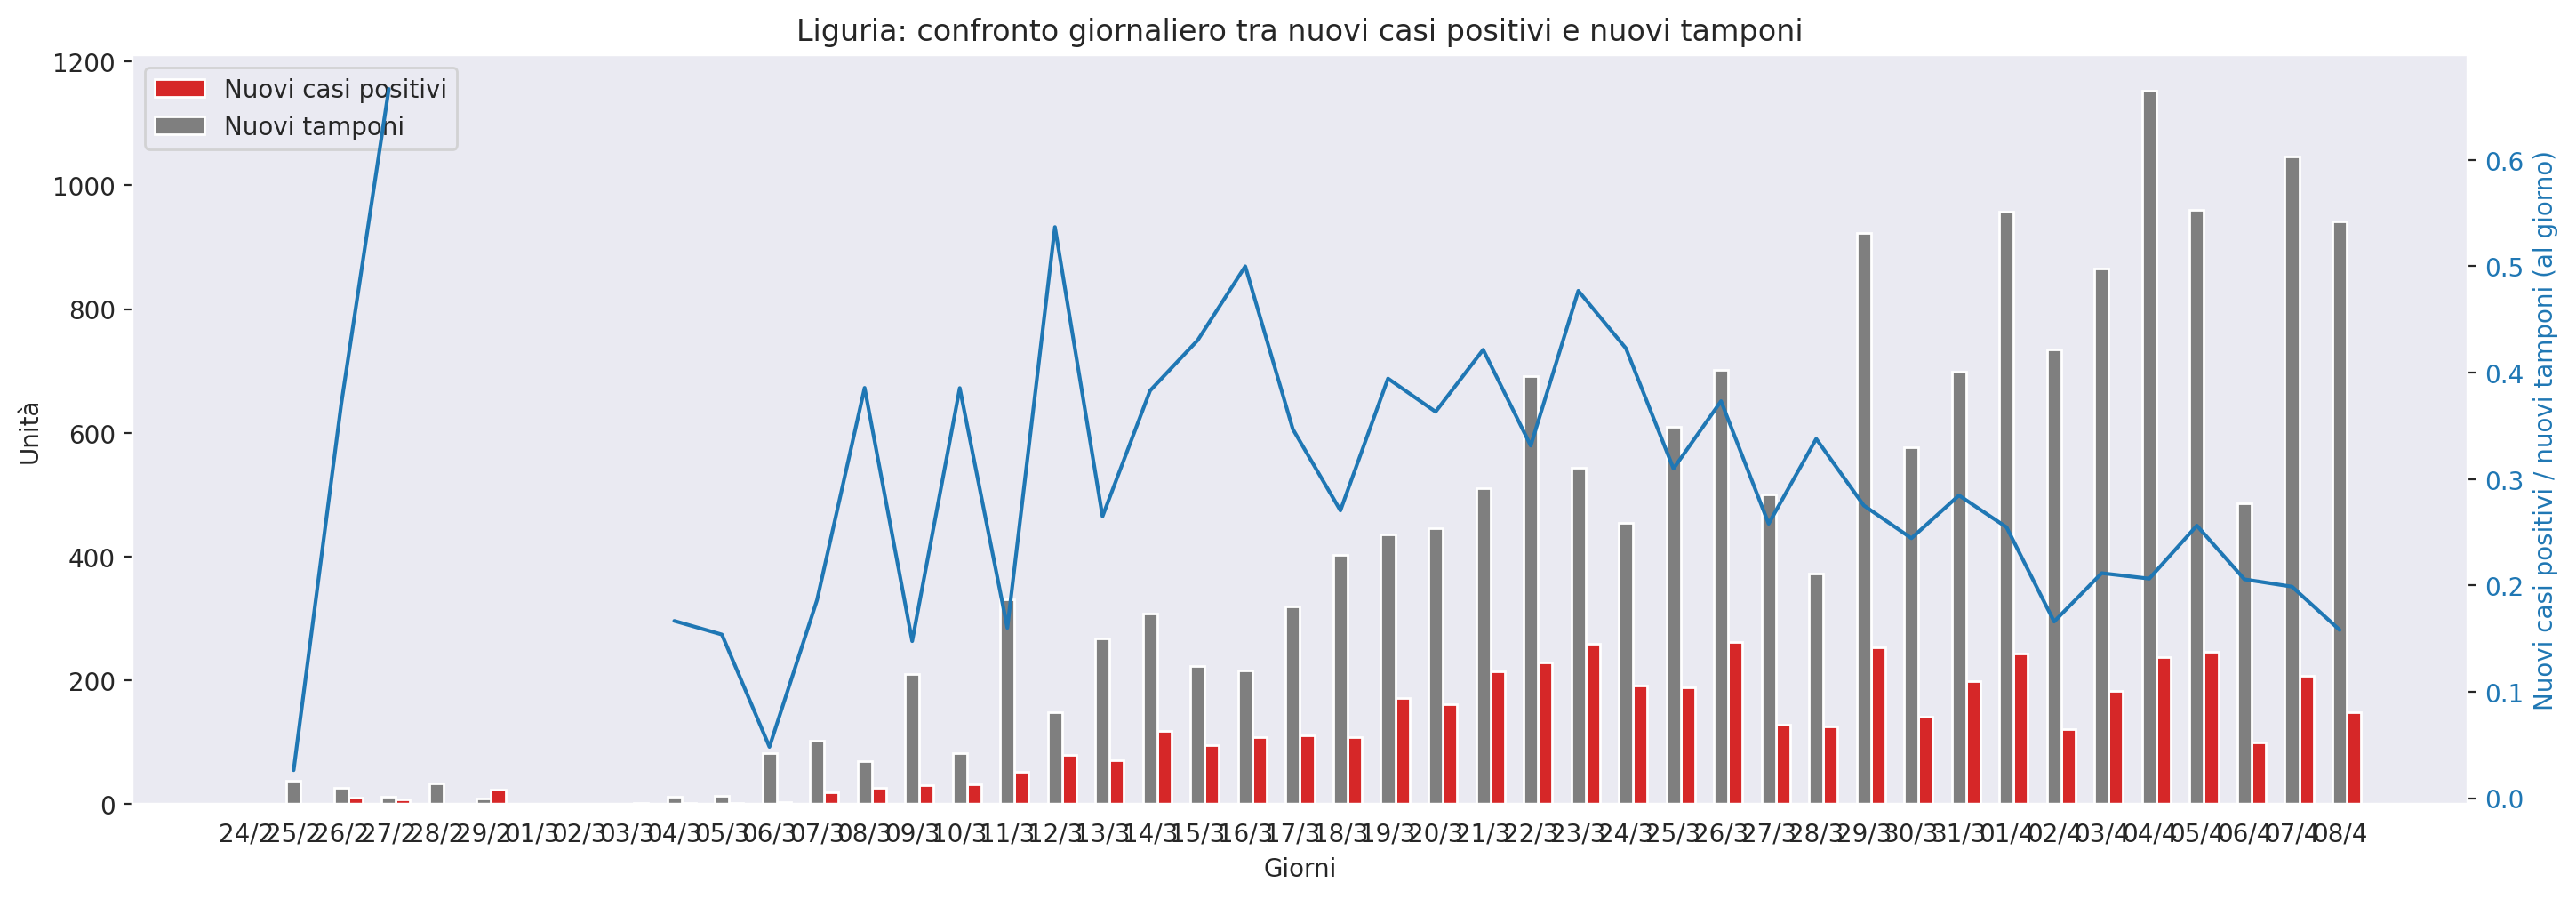 Liguria: confronto giornaliero tra nuovi casi positivi e nuovi tamponi
Nuovi casi positivi
Nuovi tamponi
1200
1000
800
600
400
200
0
Unità
0.6
0.5
0.4
0.3
0.2
0.1
0.0
Nuovi casi positivi / nuovi tamponi (al giorno)
24/2 25/2 26/2 27/2 28/2 29/2 01/3 02/3 03/3 04/3 05/3 06/3 07/3 08/3 09/3 10/3 11/3 12/3 13/3 14/3 15/3 16/3 17/3 18/3 19/3 20/3 21/3 22/3 23/3 24/3 25/3 26/3 27/3 28/3 29/3 30/3 31/3 01/4 02/4 03/4 04/4 05/4 06/4 07/4 08/4
Giorni